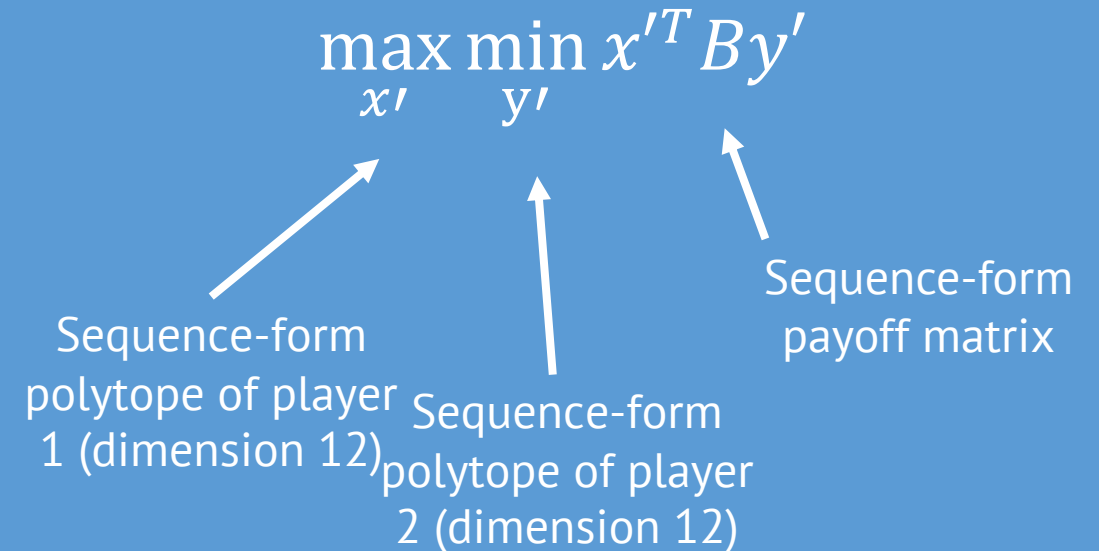 max min x′ᵀBy′
x′ y′
Sequence-form
polytope of player
1 (dimension 12)
Sequence-form
polytope of player
2 (dimension 12)
Sequence-form
payoff matrix